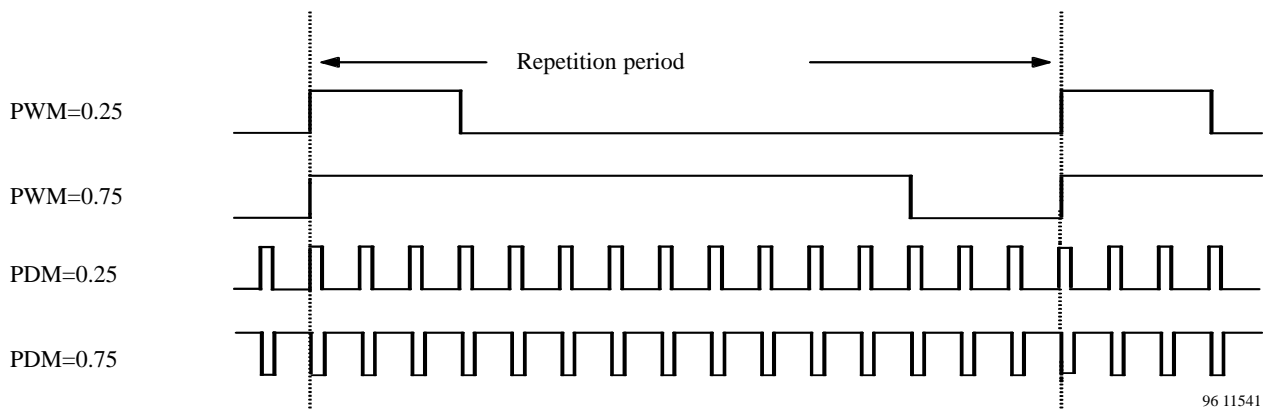 Repetition period
PWM=0.25
PWM=0.75
PDM=0.25
PDM=0.75
96 11541